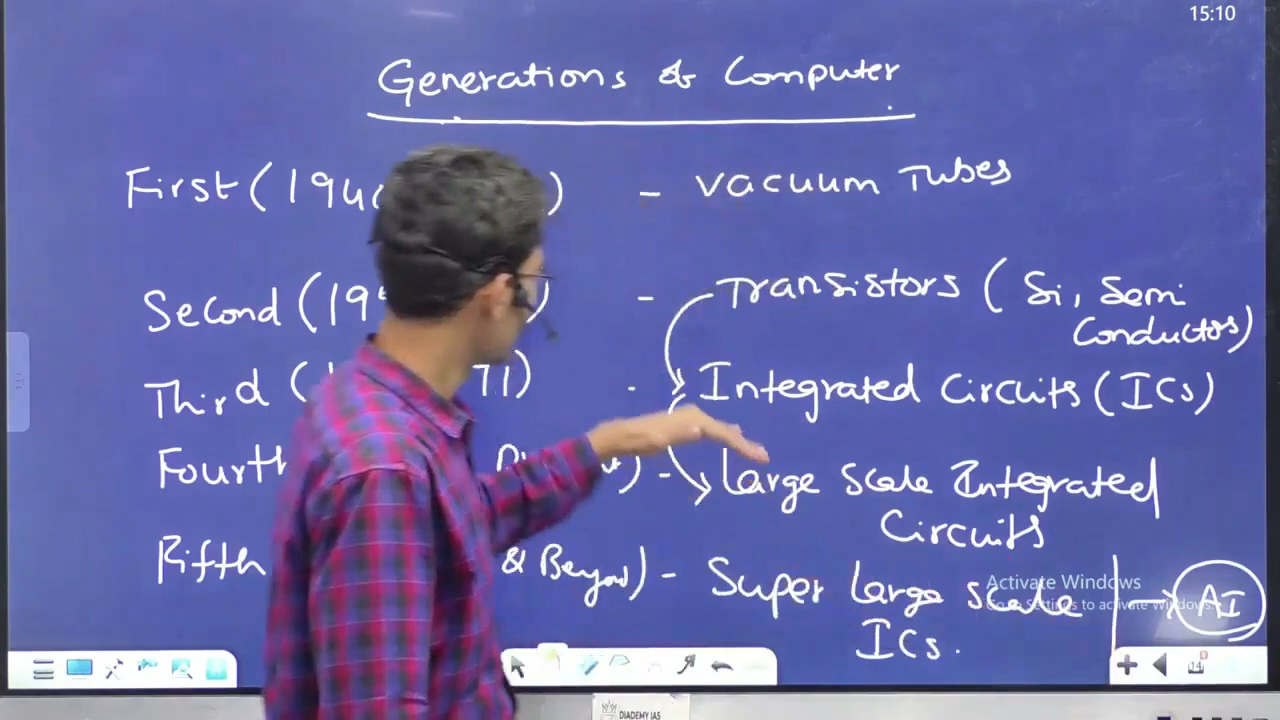 15:10
Generations of Computer
First (194 ) - Vacuum Tubes
Second (19 ) - Transistors (Si, Semi
Conductors)
Third ( 71) - Integrated Circuits (ICs)
Fourth ) - Large Scale Integrated
Circuits
Fifth & Beyond) - Super Large Scale
ICs.
→ AI
Activate Windows
Go to Settings to activate Windows.
14
DIADEMY IAS